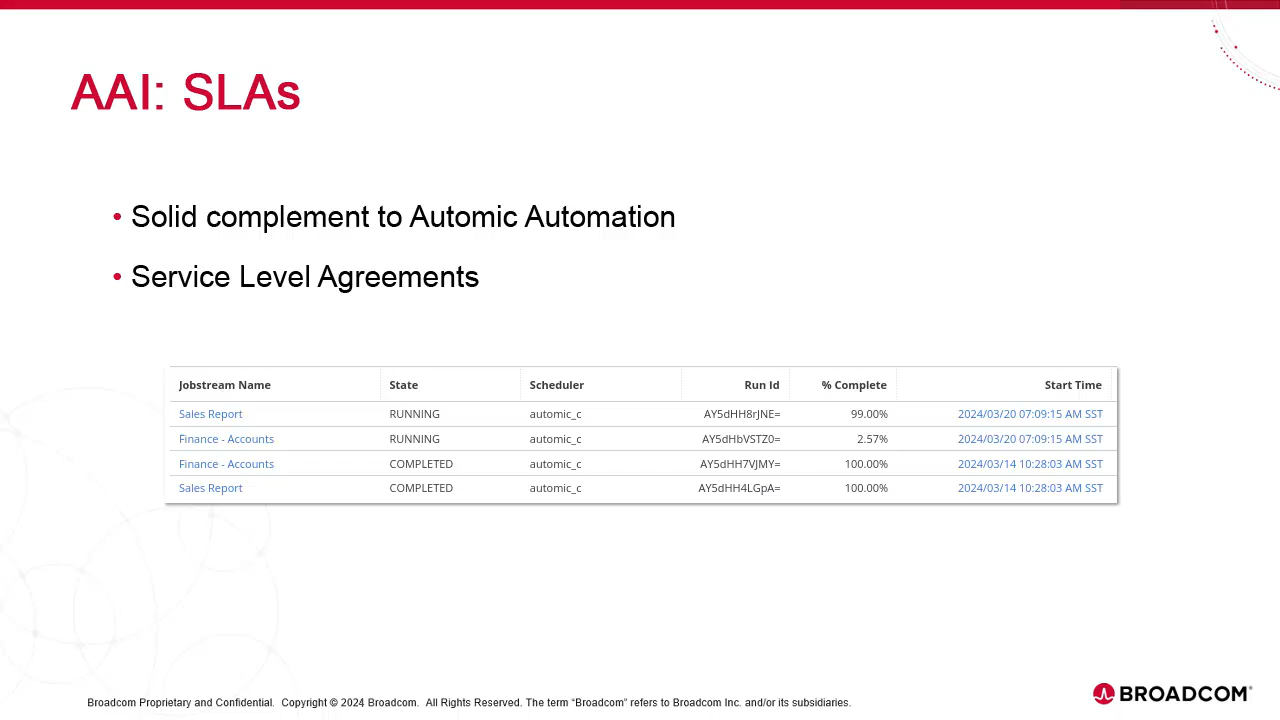 AAI: SLAs
• Solid complement to Automic Automation
• Service Level Agreements
Jobstream Name State Scheduler Run Id % Complete Start Time
Sales Report RUNNING automic_c AY5dHH8rJNE= 99.00% 2024/03/20 07:09:15 AM SST
Finance - Accounts RUNNING automic_c AY5dHbVSTZ0= 2.57% 2024/03/20 07:09:15 AM SST
Finance - Accounts COMPLETED automic_c AY5dHH7VJMY= 100.00% 2024/03/14 10:28:03 AM SST
Sales Report COMPLETED automic_c AY5dHH4LGpA= 100.00% 2024/03/14 10:28:03 AM SST
Broadcom Proprietary and Confidential. Copyright © 2024 Broadcom. All Rights Reserved. The term “Broadcom” refers to Broadcom Inc. and/or its subsidiaries.
BROADCOM®